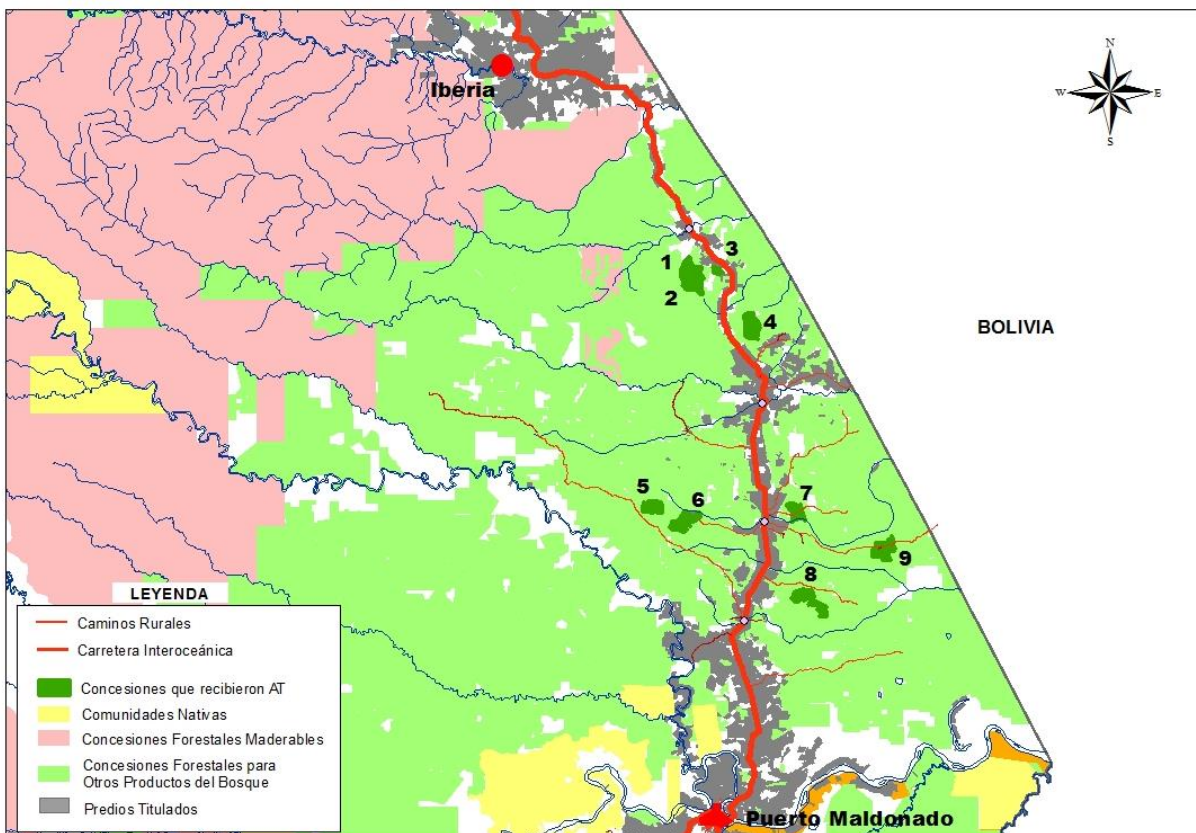 N
W E
S
Iberia
1
3
2
4
BOLIVIA
5
6
7
9
8
LEYENDA
Caminos Rurales
Carretera Interoceánica
Concesiones que recibieron AT
Comunidades Nativas
Concesiones Forestales Maderables
Concesiones Forestales para
Otros Productos del Bosque
Predios Titulados
Puerto Maldonado